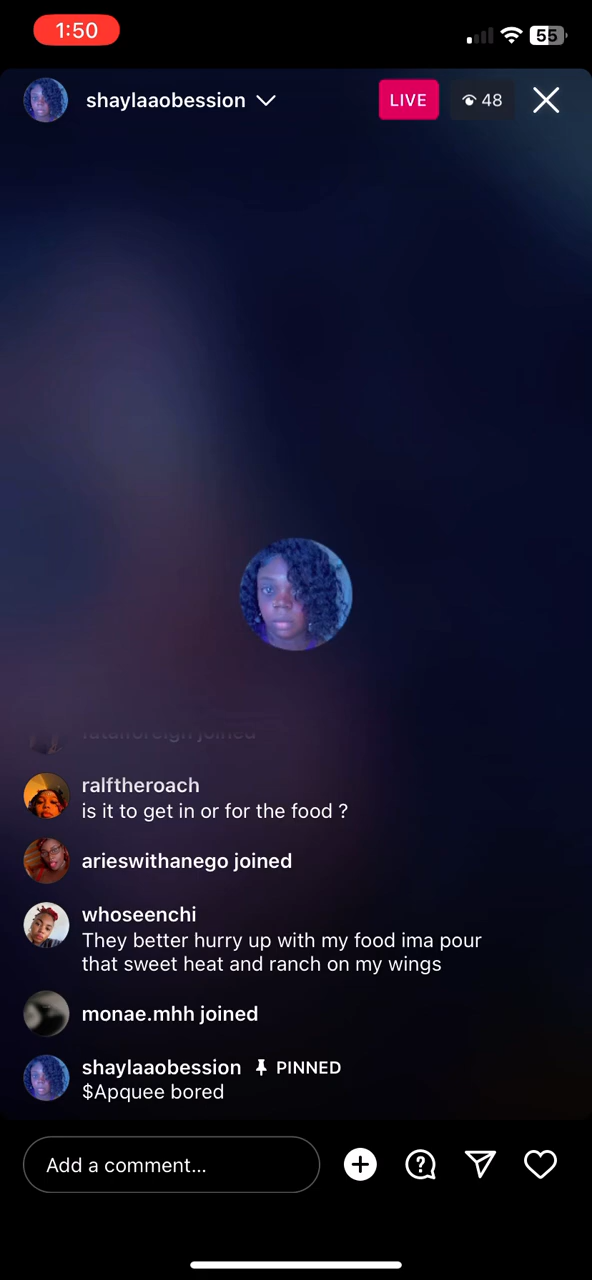 1:50
55
shaylaaobession
LIVE
48
joined
ralftheroach
is it to get in or for the food ?
arieswithanego joined
whoseenchi
They better hurry up with my food ima pour
that sweet heat and ranch on my wings
monae.mhh joined
shaylaaobession PINNED
$Apquee bored
Add a comment...